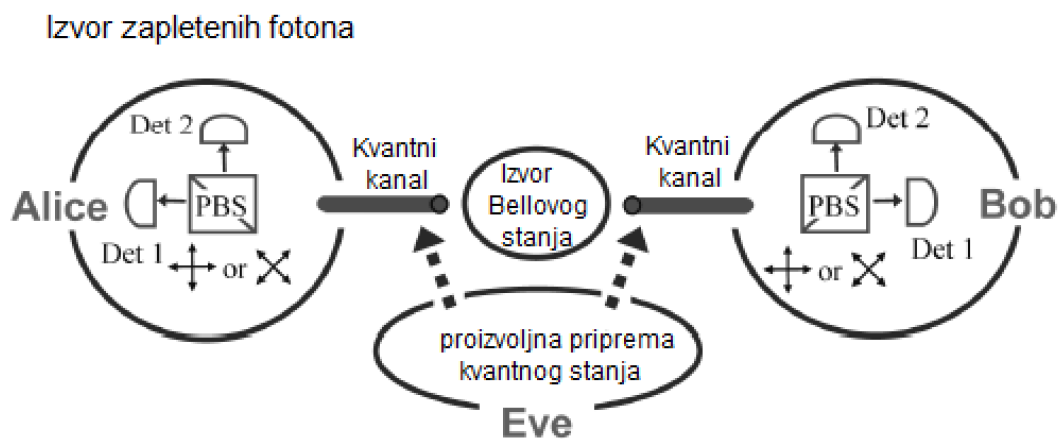 Izvor zapletenih fotona
Det 2
Alice
PBS
Det 1
or
Kvantni
kanal
Izvor
Bellovog
stanja
Kvantni
kanal
Det 2
PBS
Bob
Det 1
or
proizvoljna priprema
kvantnog stanja
Eve